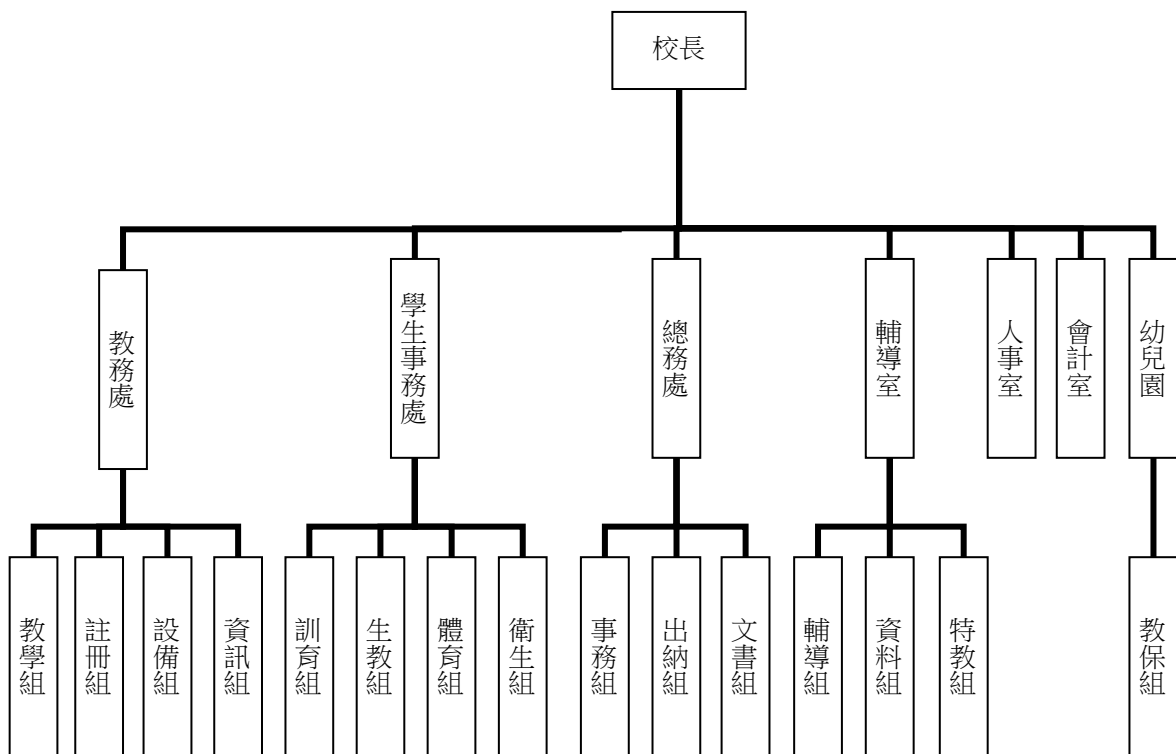 校長
教務處
學生事務處
總務處
輔導室
人事室
會計室
幼兒園
教學組
註冊組
設備組
資訊組
訓育組
生教組
體育組
衛生組
事務組
出納組
文書組
輔導組
資料組
特教組
教保組